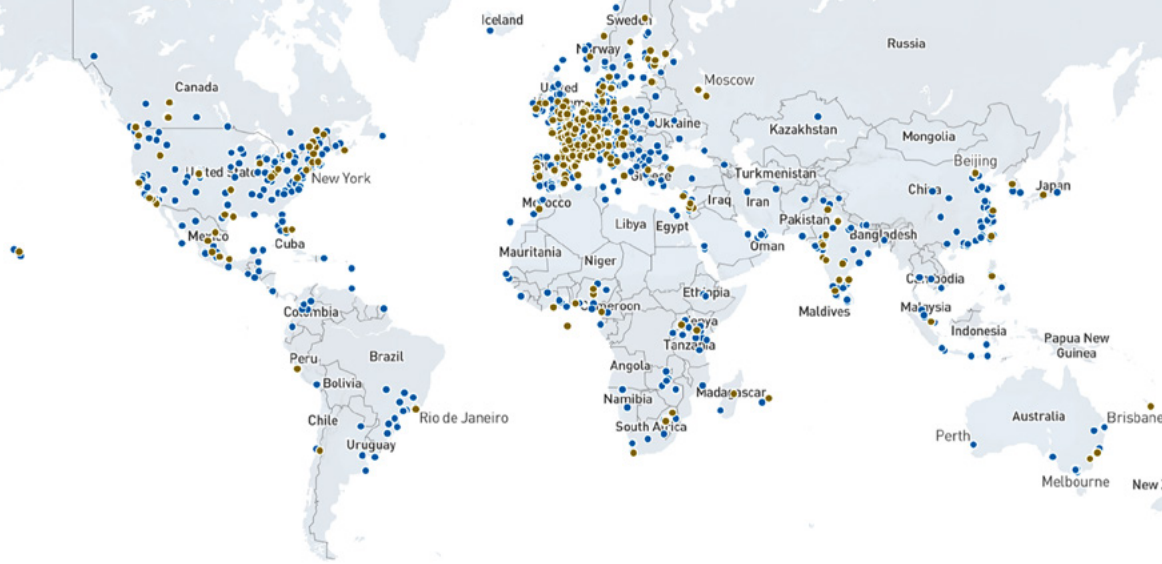 Iceland
Sweden
Russia
Norway
Moscow
Canada
United
Ukraine
Kazakhstan
Mongolia
Beijing
United States
New York
Greece
Turkmenistan
China
Japan
Morocco
Iraq
Iran
Libya
Egypt
Pakistan
Bangladesh
Mexico
Cuba
Oman
Mauritania
Niger
Cambodia
Ethiopia
Colombia
Cameroon
Maldives
Malaysia
Kenya
Indonesia
Tanzania
Papua New
Guinea
Peru
Brazil
Angola
Bolivia
Namibia
Madagascar
Chile
Rio de Janeiro
South Africa
Australia
Brisbane
Perth
Uruguay
Melbourne
New